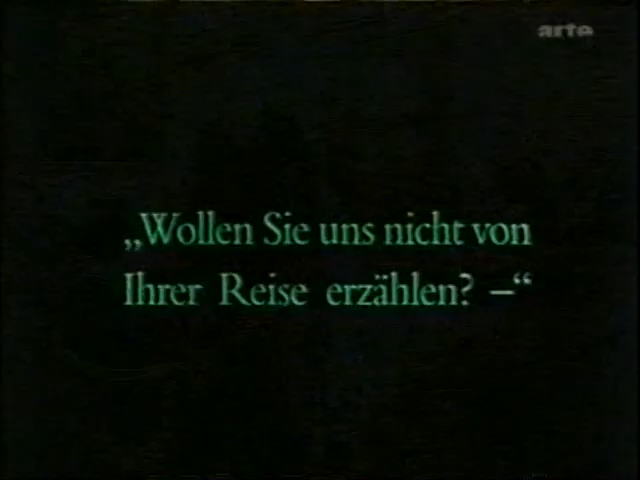 arte
„Wollen Sie uns nicht von
Ihrer Reise erzählen? –“